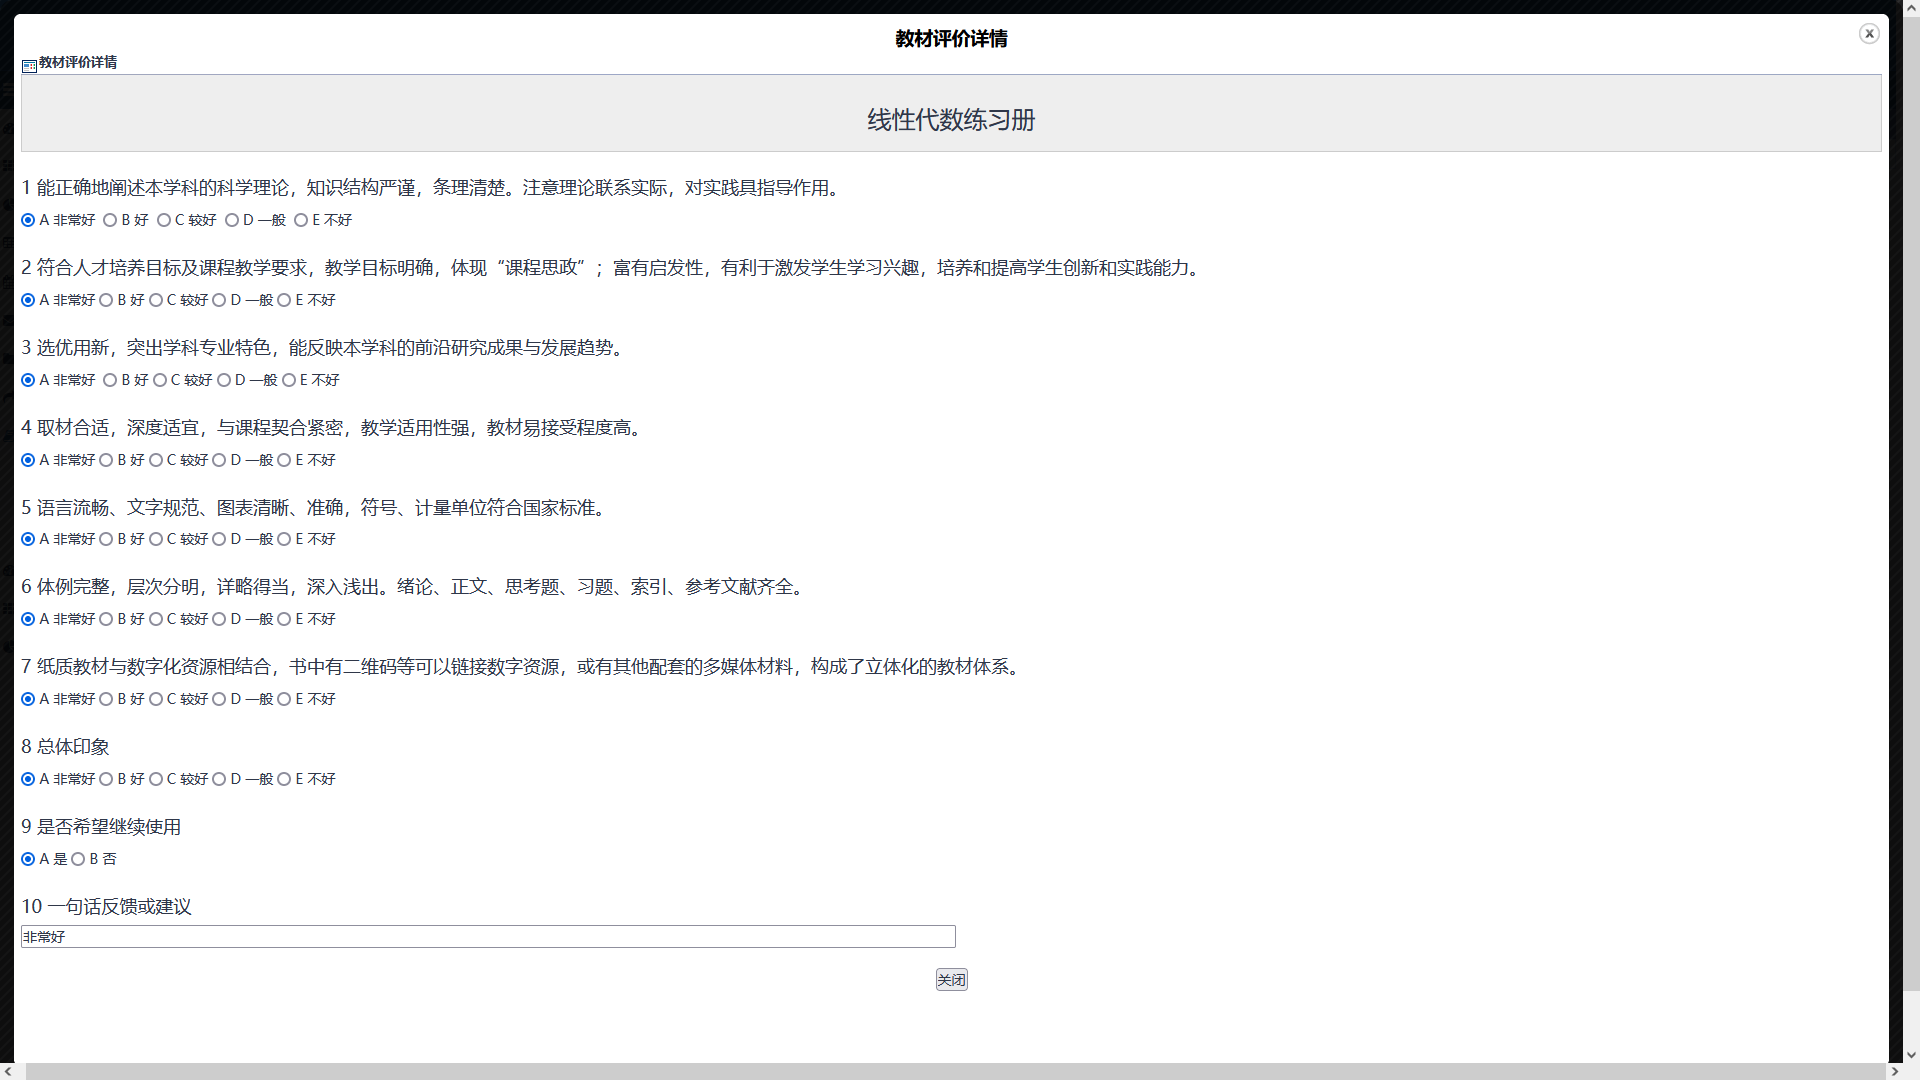 教材评价详情
x
教材评价详情
线性代数练习册
1 能正确地阐述本学科的科学理论，知识结构严谨，条理清楚。注意理论联系实际，对实践具指导作用。
A 非常好 B 好 C 较好 D 一般 E 不好
2 符合人才培养目标及课程教学要求，教学目标明确，体现“课程思政”；富有启发性，有利于激发学生学习兴趣，培养和提高学生创新和实践能力。
A 非常好 B 好 C 较好 D 一般 E 不好
3 选优用新，突出学科专业特色，能反映本学科的前沿研究成果与发展趋势。
A 非常好 B 好 C 较好 D 一般 E 不好
4 取材合适，深度适宜，与课程契合紧密，教学适用性强，教材易接受程度高。
A 非常好 B 好 C 较好 D 一般 E 不好
5 语言流畅、文字规范、图表清晰、准确，符号、计量单位符合国家标准。
A 非常好 B 好 C 较好 D 一般 E 不好
6 体例完整，层次分明，详略得当，深入浅出。绪论、正文、思考题、习题、索引、参考文献齐全。
A 非常好 B 好 C 较好 D 一般 E 不好
7 纸质教材与数字化资源相结合，书中有二维码等可以链接数字资源，或有其他配套的多媒体材料，构成了立体化的教材体系。
A 非常好 B 好 C 较好 D 一般 E 不好
8 总体印象
A 非常好 B 好 C 较好 D 一般 E 不好
9 是否希望继续使用
A 是 B 否
10 一句话反馈或建议
非常好
关闭